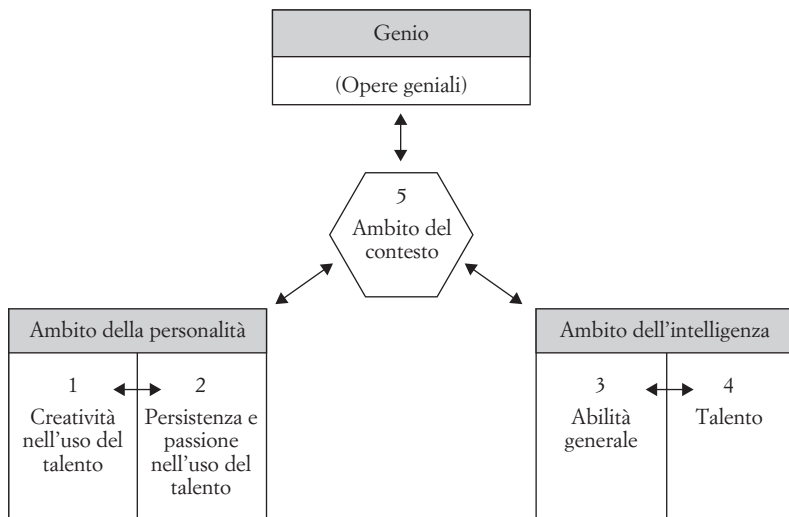 Genio
(Opere geniali)
5
Ambito del
contesto
Ambito della personalità
1
Creatività
nell'uso del
talento
2
Persistenza e
passione
nell'uso del
talento
Ambito dell'intelligenza
3
Abilità
generale
4
Talento